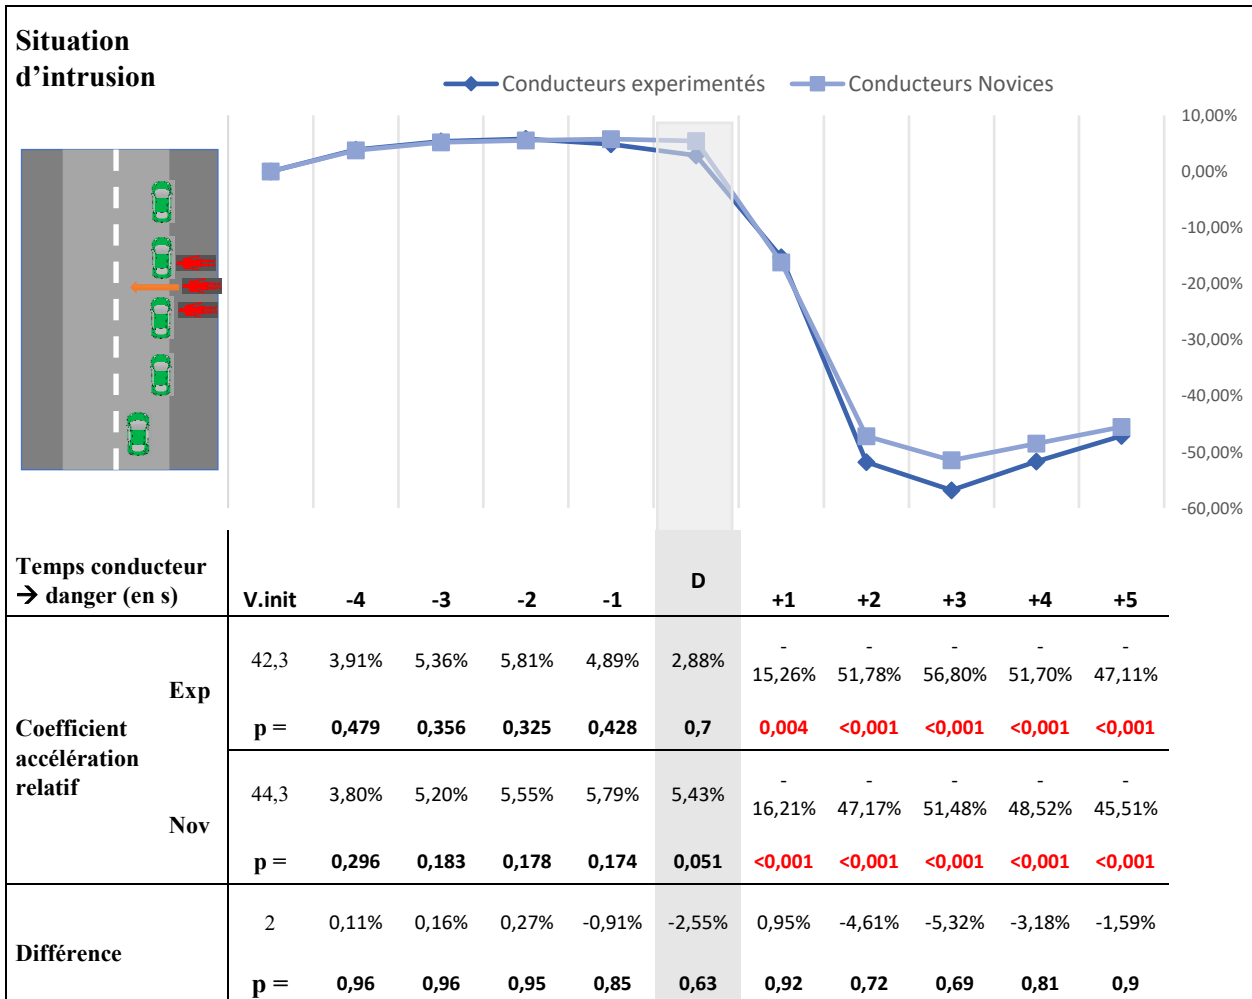 Situation
d’intrusion
Conducteurs experimentés Conducteurs Novices
10,00%
0,00%
-10,00%
-20,00%
-30,00%
-40,00%
-50,00%
-60,00%
Temps conducteur
→ danger (en s) V.init -4 -3 -2 -1 D +1 +2 +3 +4 +5
Coefficient
accélération
relatif
Exp 42,3 3,91% 5,36% 5,81% 4,89% 2,88% -15,26% -51,78% -56,80% -51,70% -47,11%
p = 0,479 0,356 0,325 0,428 0,7 0,004 <0,001 <0,001 <0,001 <0,001
Nov 44,3 3,80% 5,20% 5,55% 5,79% 5,43% -16,21% -47,17% -51,48% -48,52% -45,51%
p = 0,296 0,183 0,178 0,174 0,051 <0,001 <0,001 <0,001 <0,001 <0,001
Différence 2 0,11% 0,16% 0,27% -0,91% -2,55% 0,95% -4,61% -5,32% -3,18% -1,59%
p = 0,96 0,96 0,95 0,85 0,63 0,92 0,72 0,69 0,81 0,9